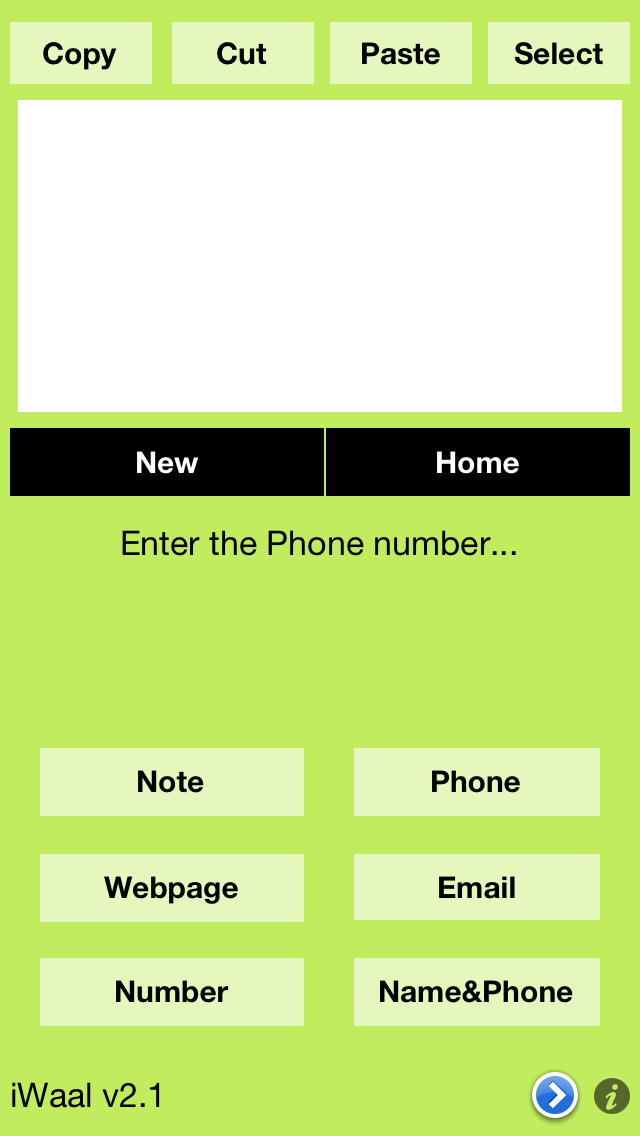 Copy Cut Paste Select
New Home
Enter the Phone number...
Note Phone
Webpage Email
Number Name&Phone
iWaal v2.1 i